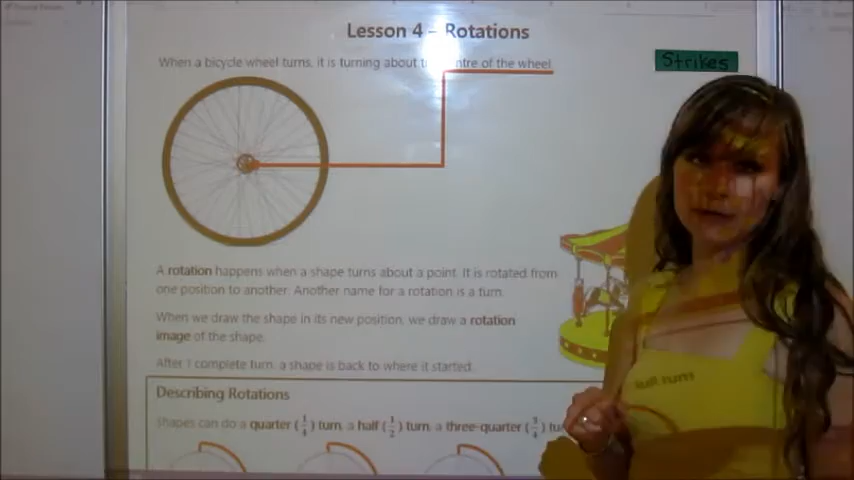 Lesson 4 – Rotations
When a bicycle wheel turns, it is turning about ntre of the wheel.
Strikes
A rotation happens when a shape turns about a point. It is rotated from
one position to another. Another name for a rotation is a turn.
When we draw the shape in its new position, we draw a rotation
image of the shape.
After 1 complete turn, a shape is back to where it started.
Describing Rotations
Shapes can do a quarter (1/4) turn, a half (1/2) turn, a three-quarter (3/4) tu
half turns